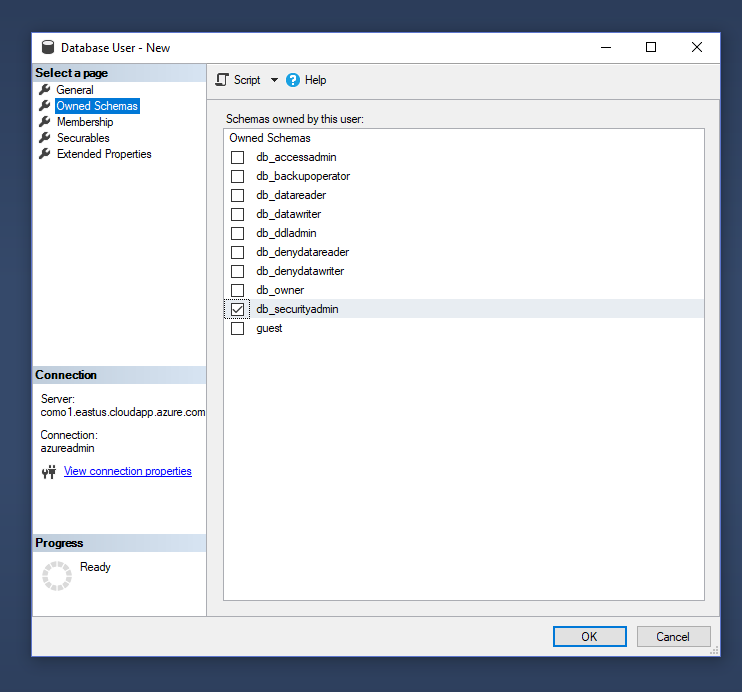 Database User - New
Select a page
General
Owned Schemas
Membership
Securables
Extended Properties
Script
Help
Schemas owned by this user:
Owned Schemas
db_accessadmin
db_backupoperator
db_datareader
db_datawriter
db_ddladmin
db_denydatareader
db_denydatawriter
db_owner
db_securityadmin
guest
Connection
Server:
como1.eastus.cloudapp.azure.com
Connection:
azureadmin
View connection properties
Progress
Ready
OK
Cancel